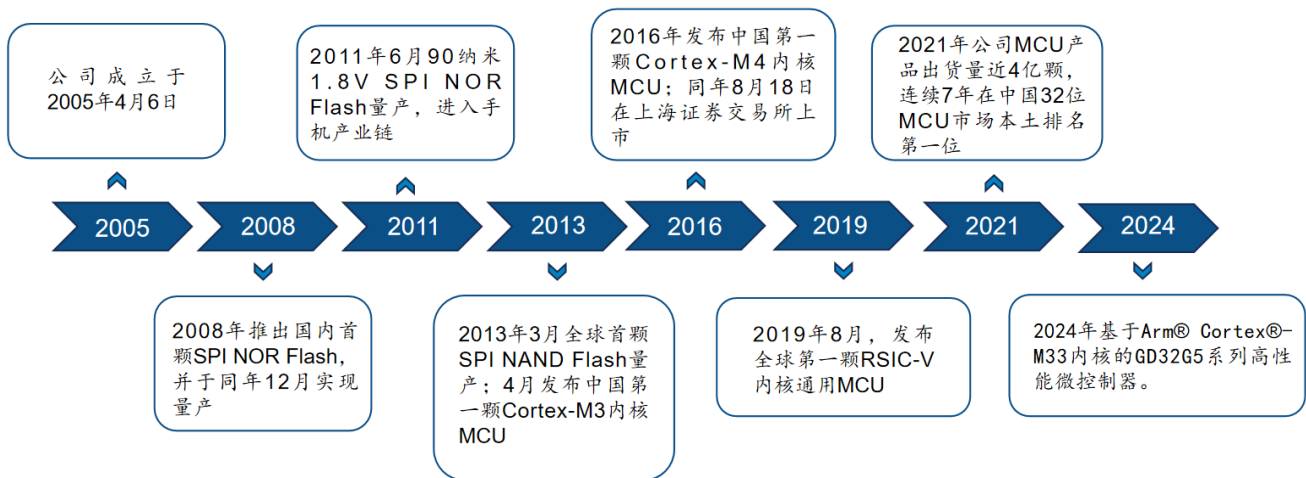 公司成立于
2005年4月6日
2011年6月90纳米
1.8V SPI NOR
Flash量产，进入手
机产业链
2016年发布中国第一
颗Cortex-M4内核
MCU；同年8月18日
在上海证券交易所上
市
2021年公司MCU产
品出货量近4亿颗，
连续7年在中国32位
MCU市场本土排名
第一位
2005
2008
2011
2013
2016
2019
2021
2024
2008年推出国内首
颗SPI NOR Flash，
并于同年12月实现
量产
2013年3月全球首颗
SPI NAND Flash量
产；4月发布中国第
一颗Cortex-M3内核
MCU
2019年8月，发布
全球第一颗RSIC-V
内核通用MCU
2024年基于Arm® Cortex®-
M33内核的GD32G5系列高性
能微控制器。